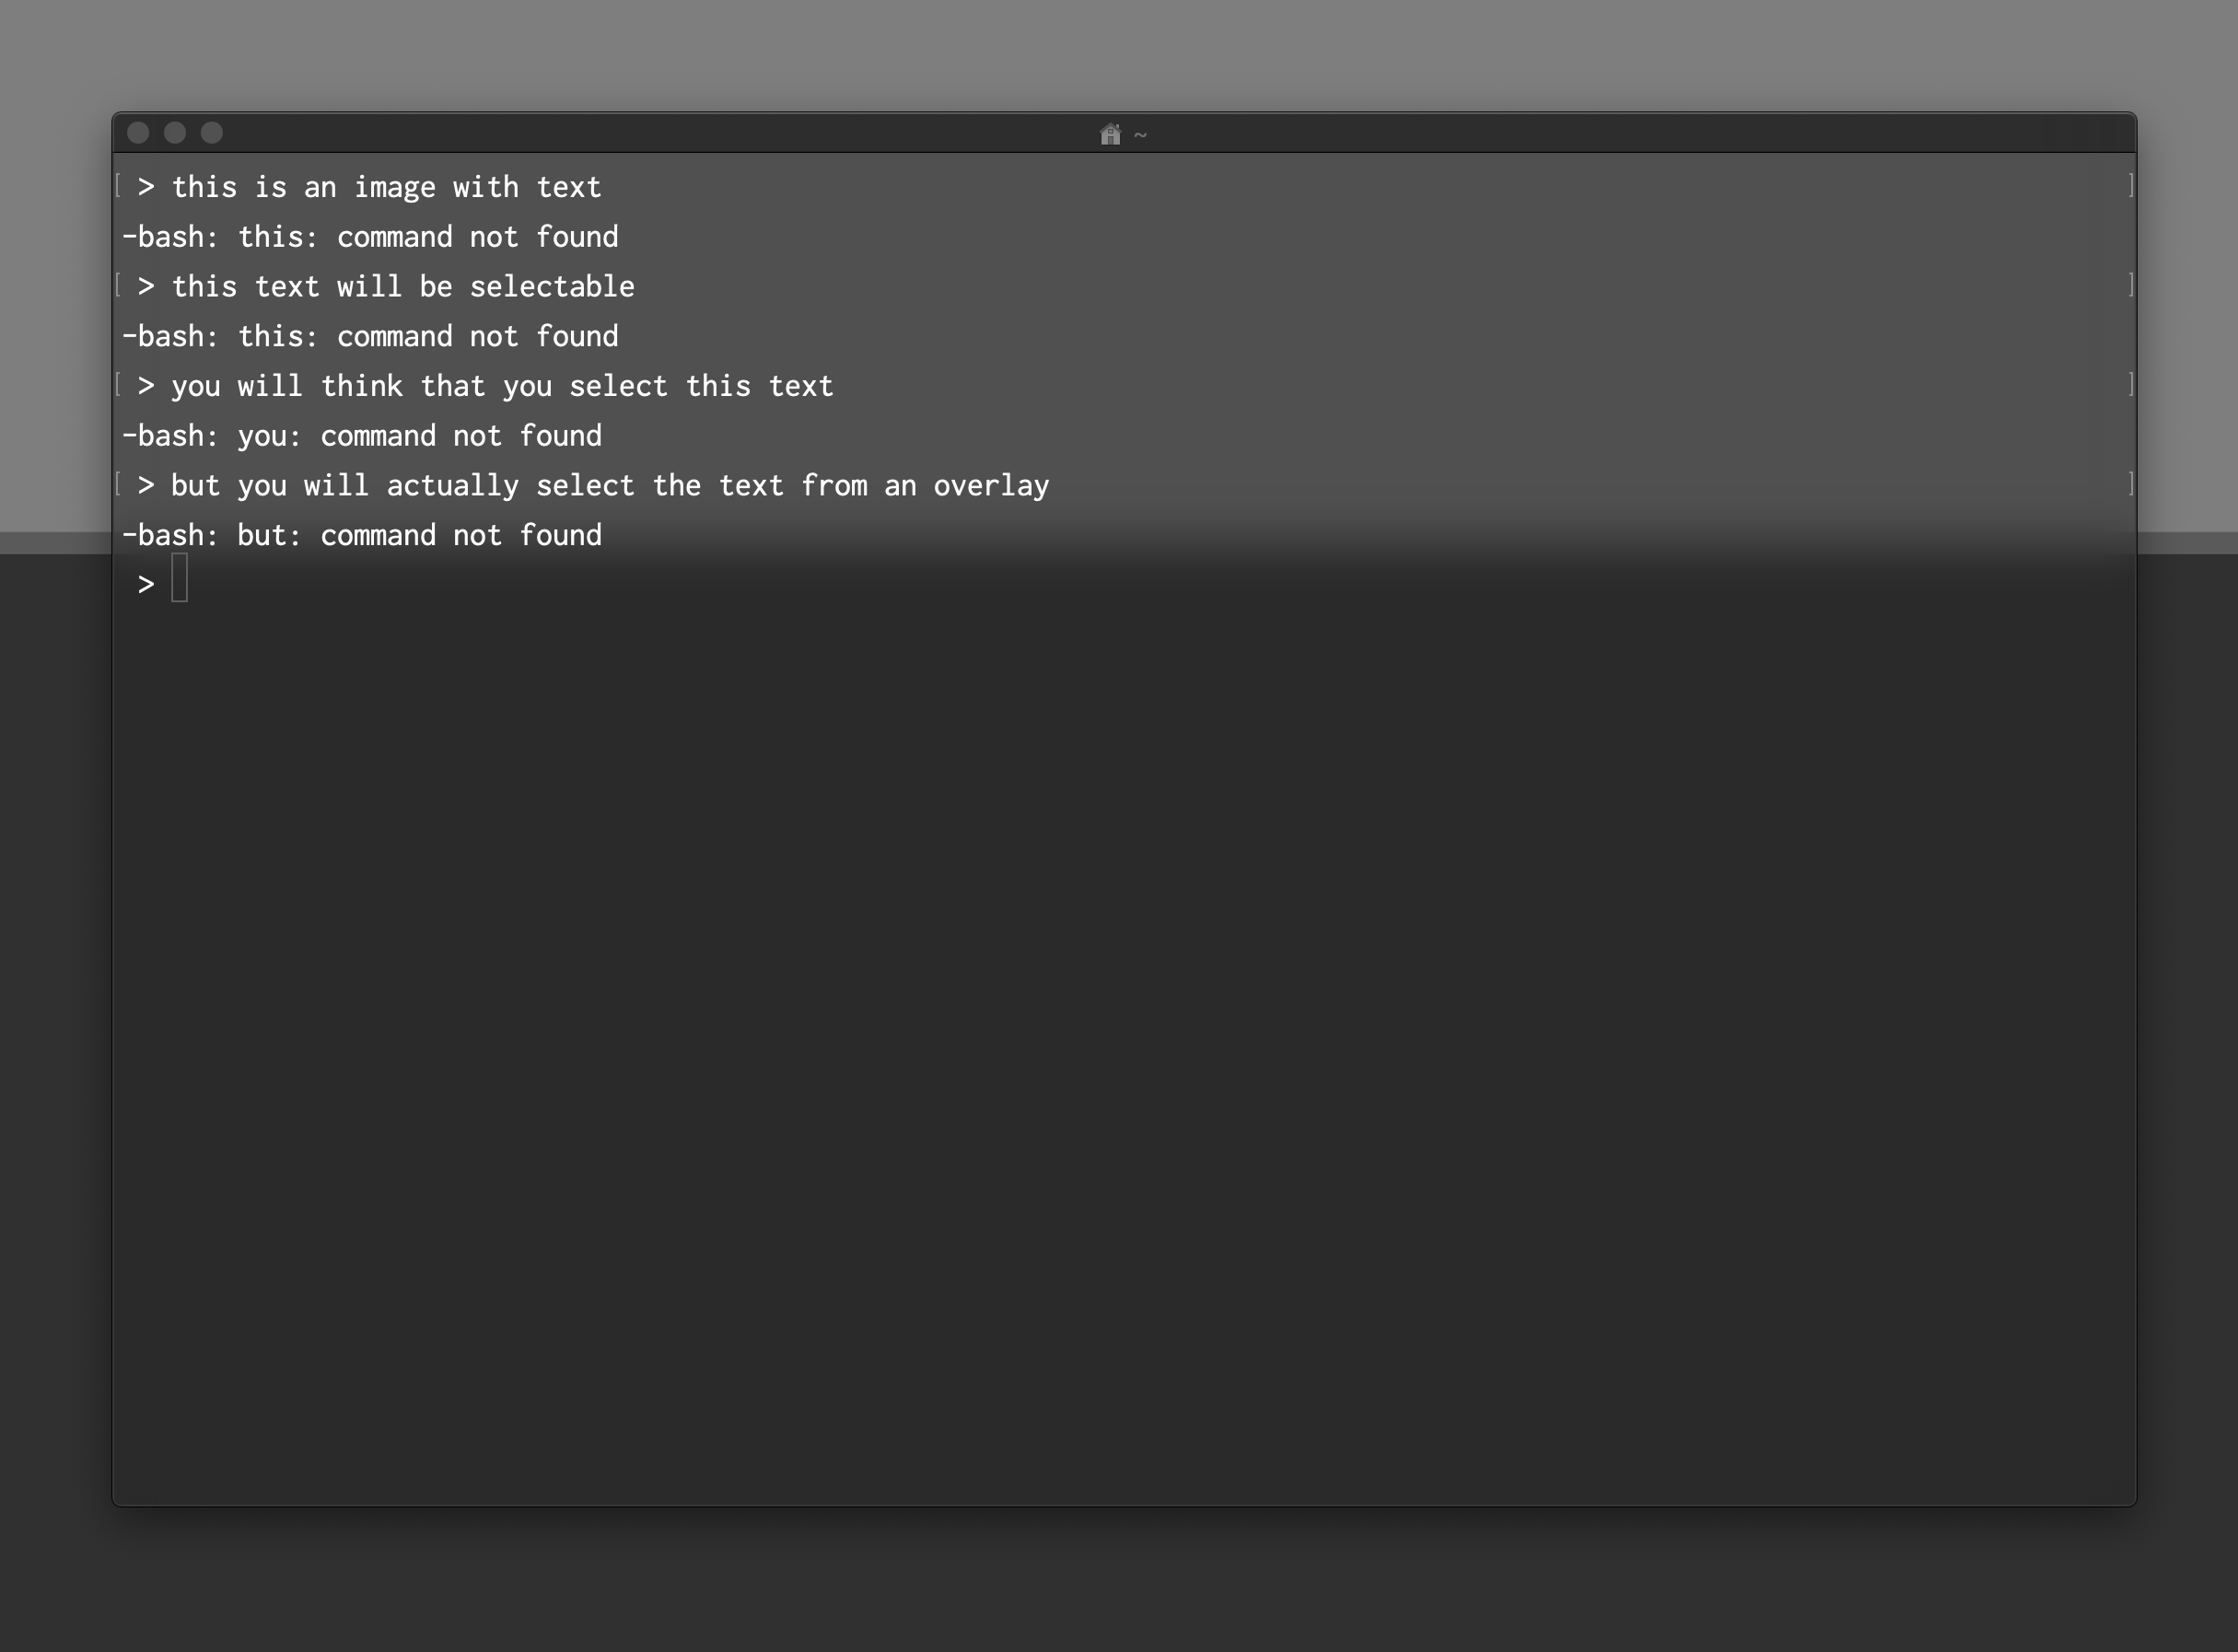 ~
> this is an image with text
-bash: this: command not found
> this text will be selectable
-bash: this: command not found
> you will think that you select this text
-bash: you: command not found
> but you will actually select the text from an overlay
-bash: but: command not found
>